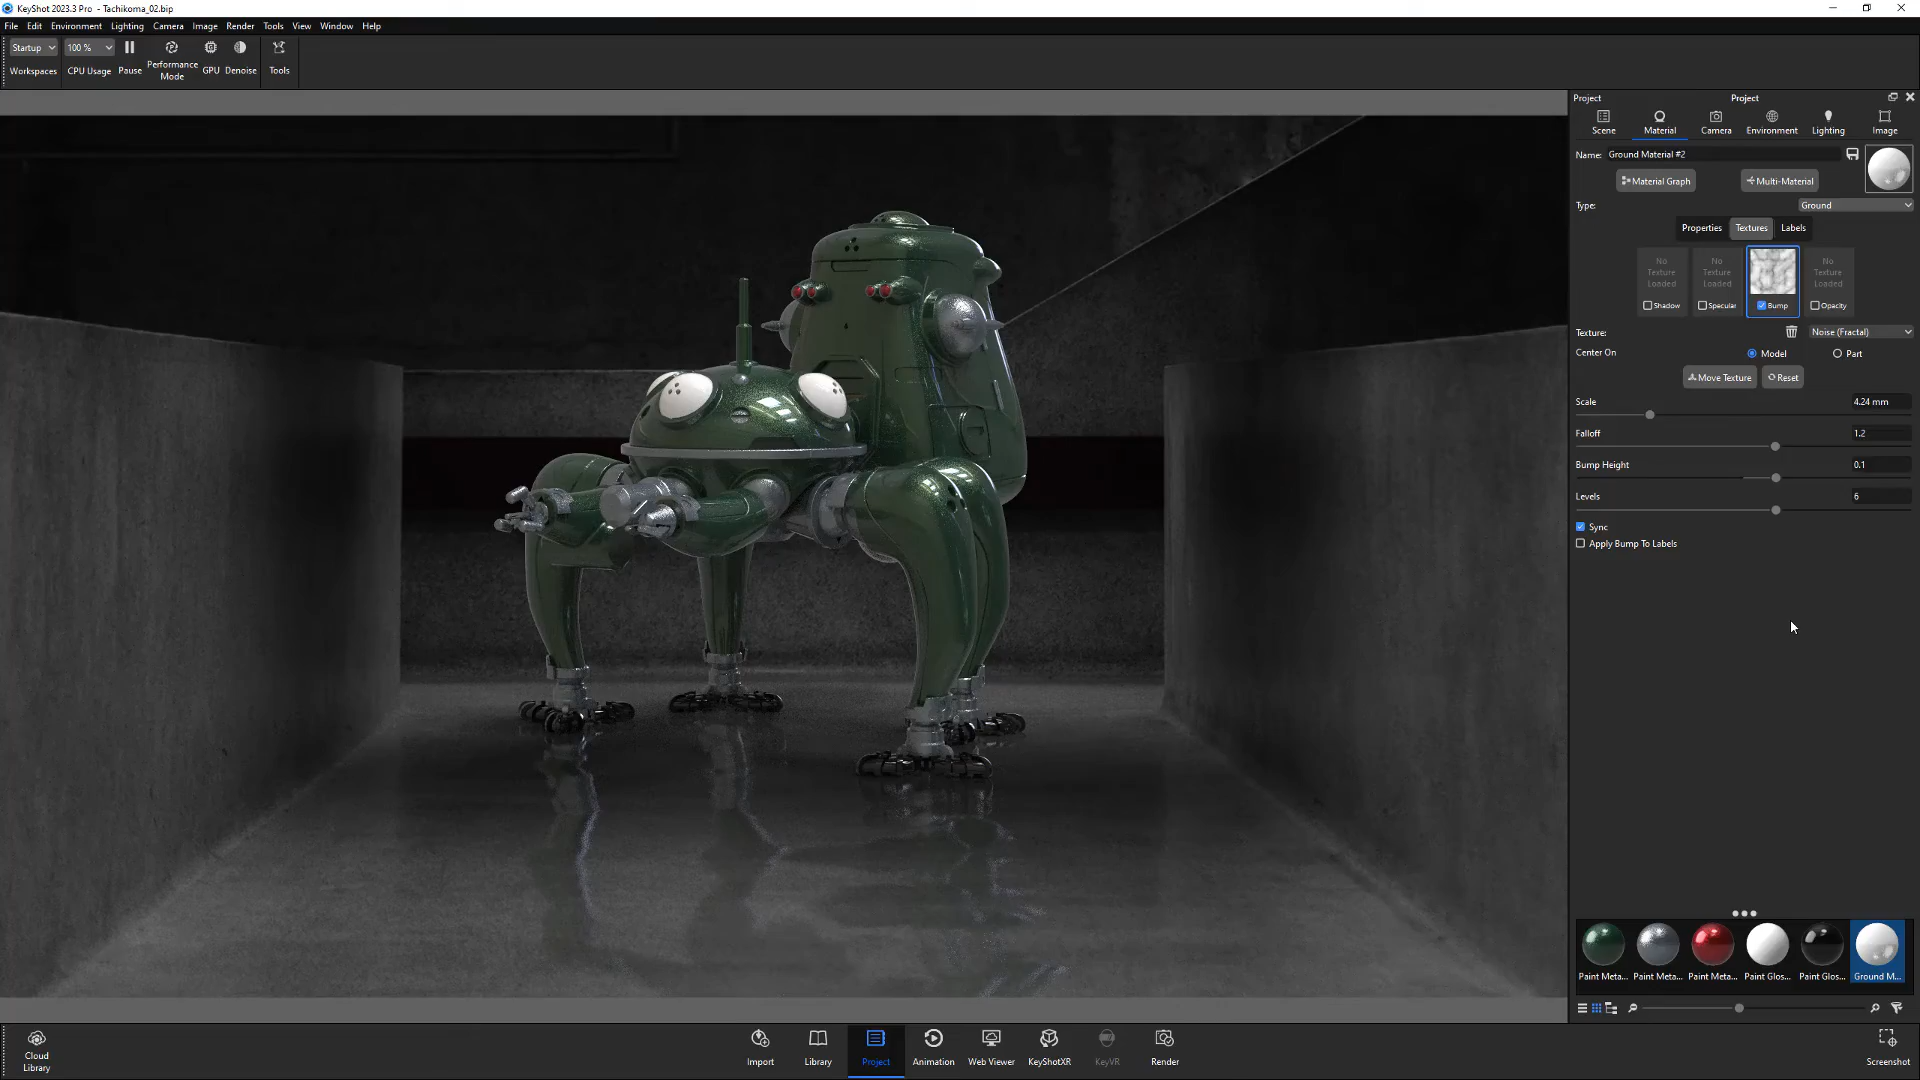 KeyShot 2023.3 Pro - Tachikoma_02.bip
File Edit Environment Lighting Camera Image Render Tools View Window Help
Startup 100 %
Workspaces CPU Usage Pause Performance Mode GPU Denoise Tools
Project Project
Scene Material Camera Environment Lighting Image
Name: Ground Material #2
Material Graph Multi-Material
Type: Ground
Properties Textures Labels
No Texture Loaded No Texture Loaded No Texture Loaded
Shadow Specular Bump Opacity
Texture: Noise (Fractal)
Center On Model Part
Move Texture Reset
Scale 4.24 mm
Falloff 1.2
Bump Height 0.1
Levels 6
Sync
Apply Bump To Labels
Paint Meta... Paint Meta... Paint Meta... Paint Glos... Paint Glos... Ground M...
Cloud Library
Import Library Project Animation Web Viewer KeyShotXR KeyVR Render Screenshot